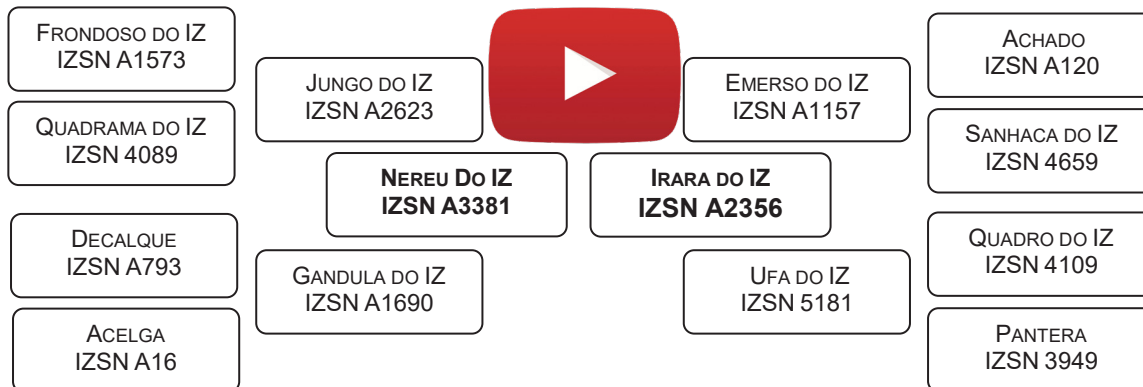 Frondoso do IZ
IZSN A1573
Quadrama do IZ
IZSN 4089
Decalque
IZSN A793
Acelga
IZSN A16
Jungo do IZ
IZSN A2623
Gandula do IZ
IZSN A1690
Nereu Do IZ
IZSN A3381
Irara do IZ
IZSN A2356
Emerso do IZ
IZSN A1157
Ufa do IZ
IZSN 5181
Achado
IZSN A120
Sanhaca do IZ
IZSN 4659
Quadro do IZ
IZSN 4109
Pantera
IZSN 3949